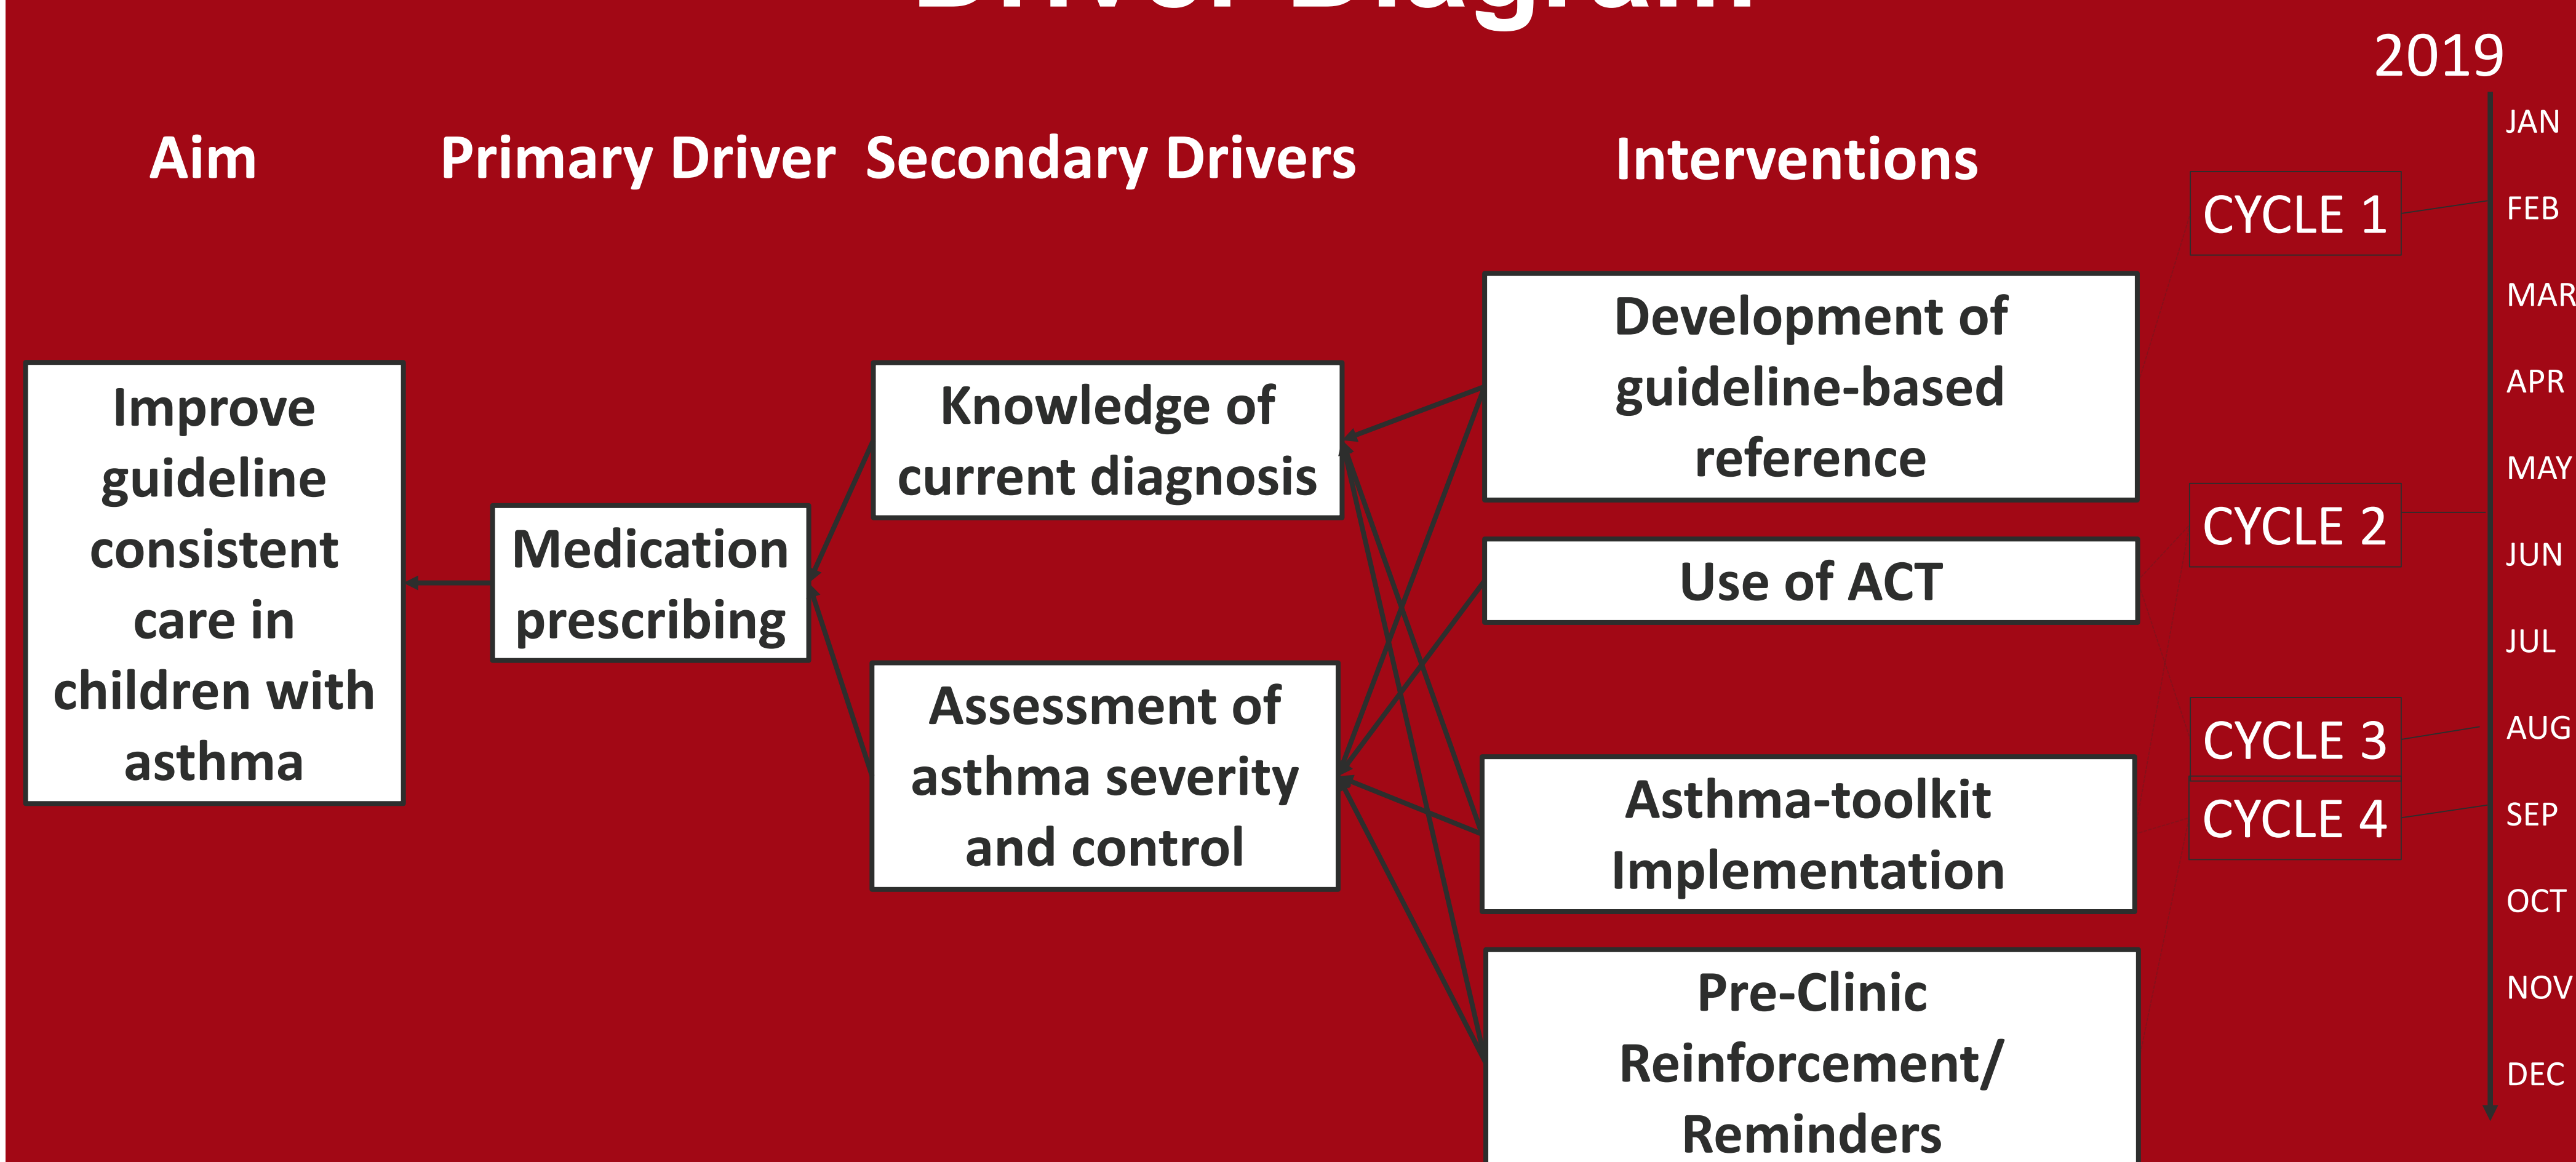 Driver Diagram
2019
Aim
Primary Driver
Secondary Drivers
Interventions
Improve
guideline
consistent
care in
children with
asthma
Medication
prescribing
Knowledge of
current diagnosis
Assessment of
asthma severity
and control
Development of
guideline-based
reference
Use of ACT
Asthma-toolkit
Implementation
Pre-Clinic
Reinforcement/
Reminders
CYCLE 1
CYCLE 2
CYCLE 3
CYCLE 4
JAN
FEB
MAR
APR
MAY
JUN
JUL
AUG
SEP
OCT
NOV
DEC